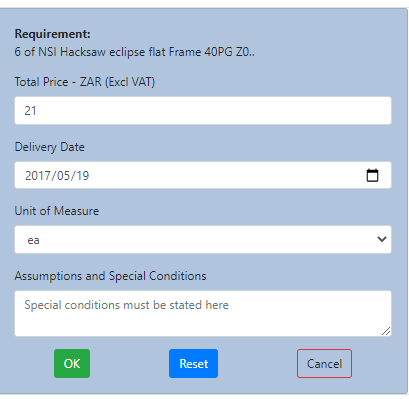 Requirement:
6 of NSI Hacksaw eclipse flat Frame 40PG Z0..
Total Price - ZAR (Excl VAT)
21
Delivery Date
2017/05/19
Unit of Measure
ea
Assumptions and Special Conditions
Special conditions must be stated here
OK Reset Cancel